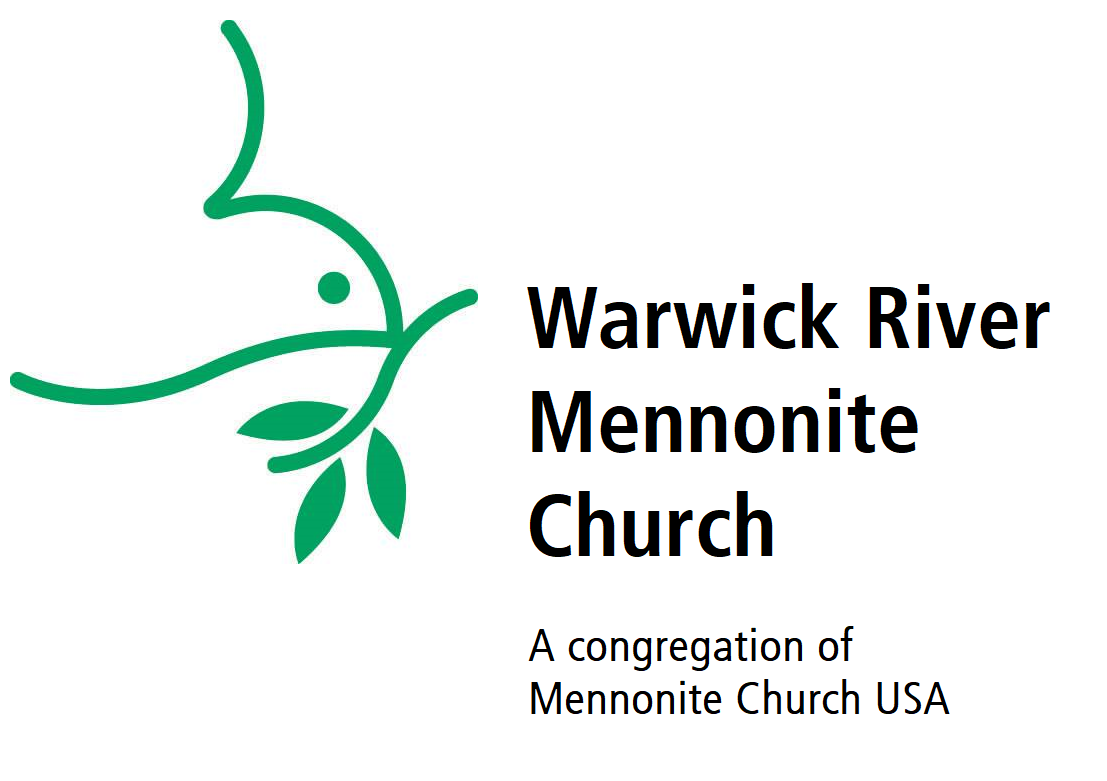 Warwick River
Mennonite
Church
A congregation of
Mennonite Church USA